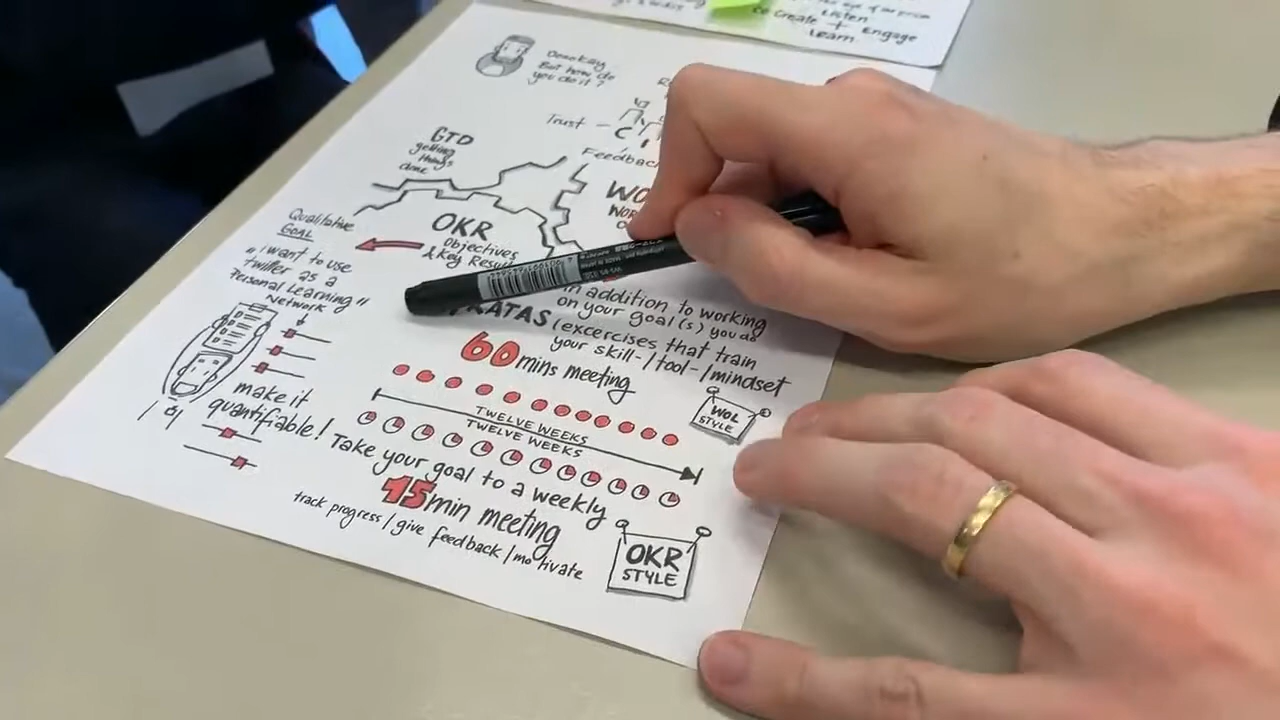 to Create + Engage
Listen
Learn
But how do
you do it?
Trust
Feedback
GTD
getting
things
done
OKR
Objectives
& Key
Qualitative
GOAL
"I want to use
twitter as a
Personal Learning"
Network
make it
quantifiable!
KATAS
In addition to working
on your goal(s) you do
(excercises that train
your skill-/tool-/mindset
60 mins meeting
WOL
STYLE
TWELVE WEEKS
TWELVE WEEKS
Take your goal to a weekly
15 min meeting
track progress/give feedback/motivate
OKR
STYLE